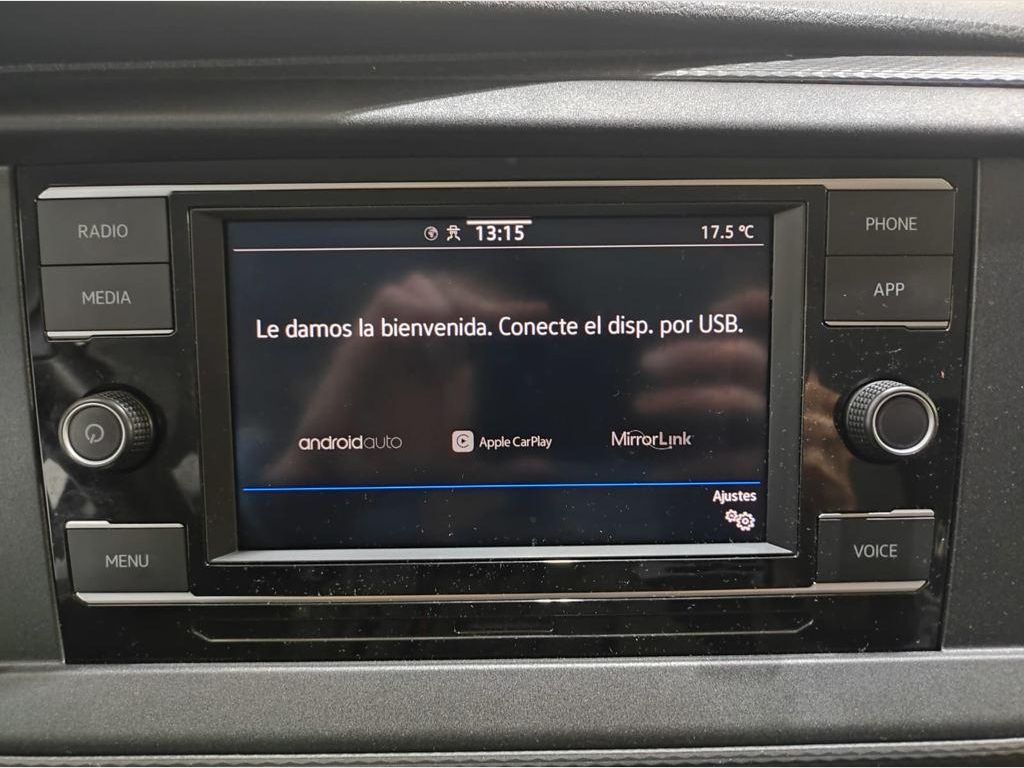 RADIO
MEDIA
MENU
13:15
17.5 °C
Le damos la bienvenida. Conecte el disp. por USB.
androidauto
Apple CarPlay
MirrorLink
Ajustes
PHONE
APP
VOICE